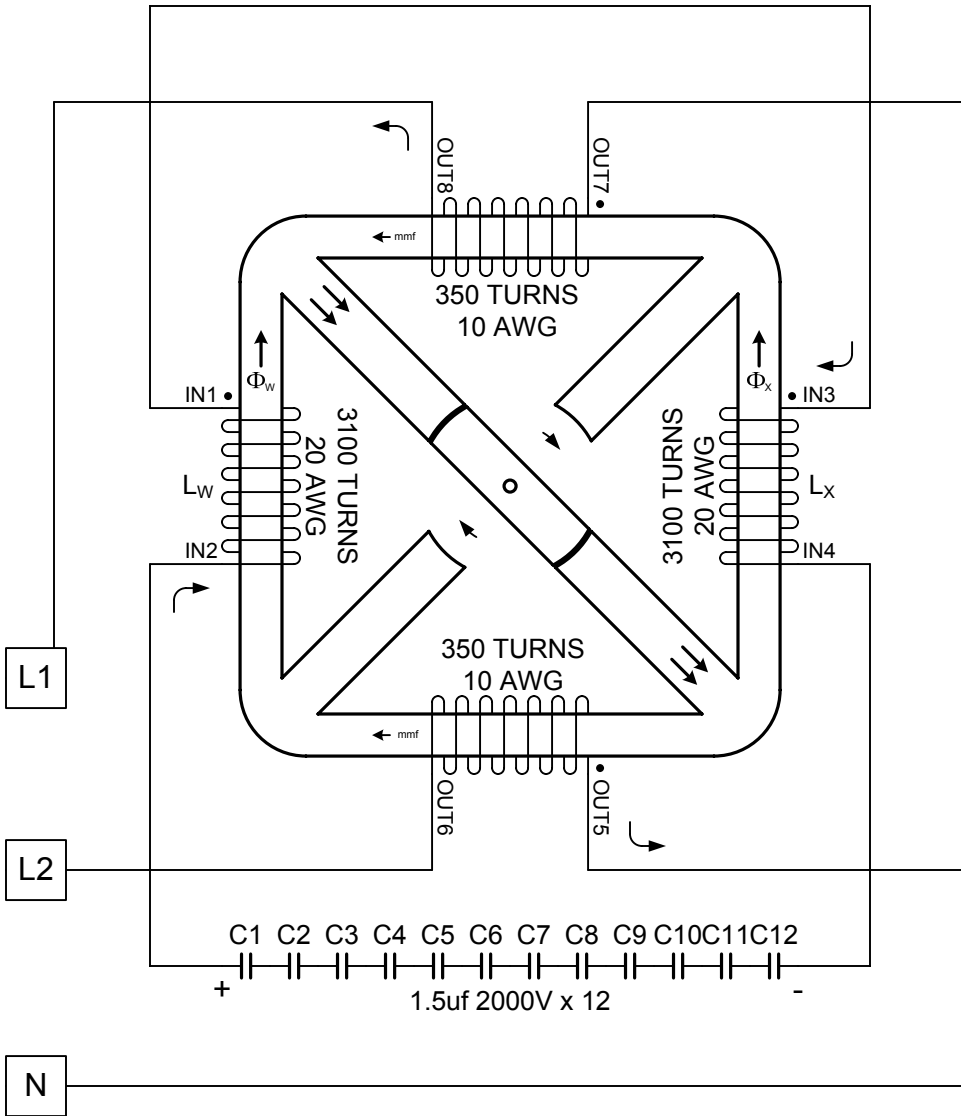 OUT8
OUT7
mmf
350 TURNS
10 AWG
IN1
Φw
Φx
IN3
3100 TURNS
20 AWG
3100 TURNS
20 AWG
Lw
Lx
IN2
IN4
350 TURNS
10 AWG
L1
mmf
OUT6
OUT5
L2
C1 C2 C3 C4 C5 C6 C7 C8 C9 C10 C11 C12
+ -
1.5uf 2000V x 12
N